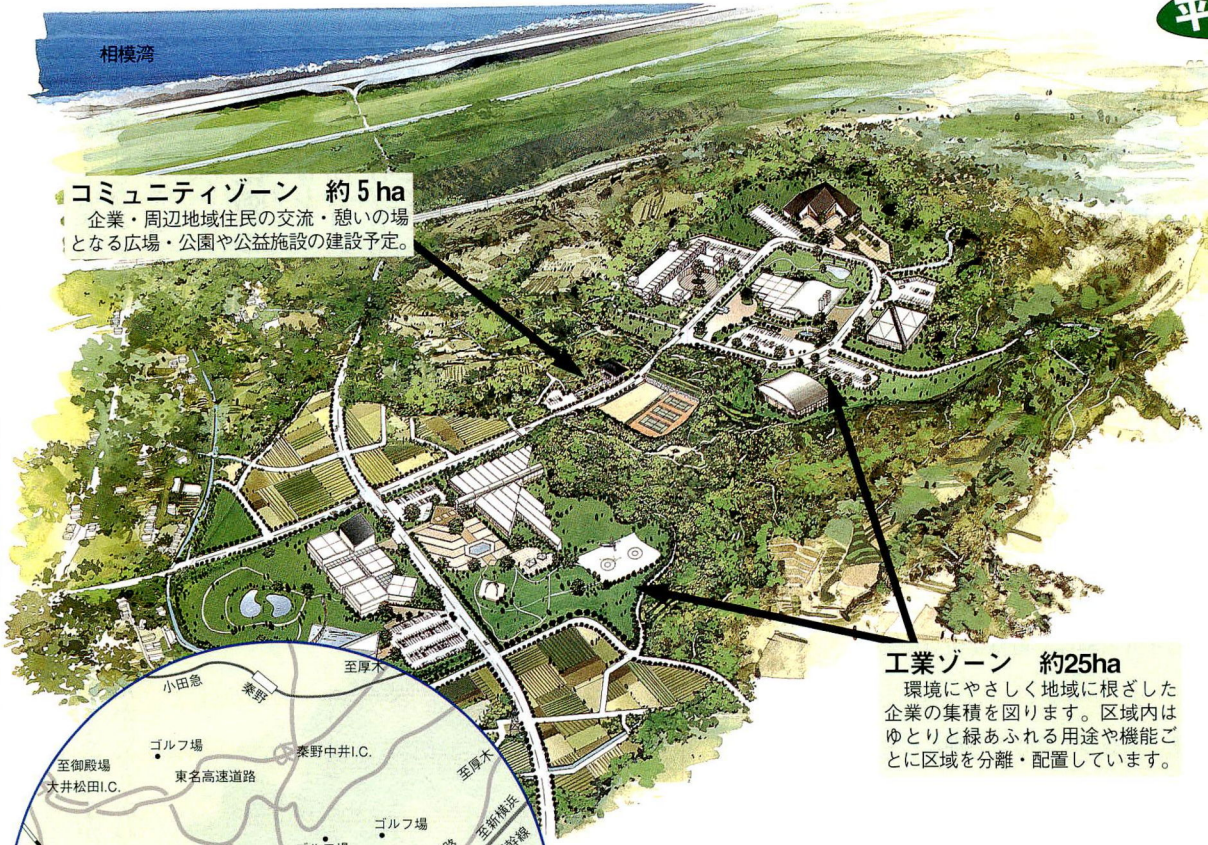 平
相模湾
コミュニティゾーン 約5ha
企業・周辺地域住民の交流・憩いの場
となる広場・公園や公益施設の建設予定。
工業ゾーン 約25ha
環境にやさしく地域に根ざした
企業の集積を図ります。区域内は
ゆとりと緑あふれる用途や機能ご
とに区域を分離・配置しています。
至厚木
小田急
秦野
ゴルフ場
秦野中井I.C.
至御殿場
大井松田I.C.
東名高速道路
至厚木
至新横浜
ゴルフ場